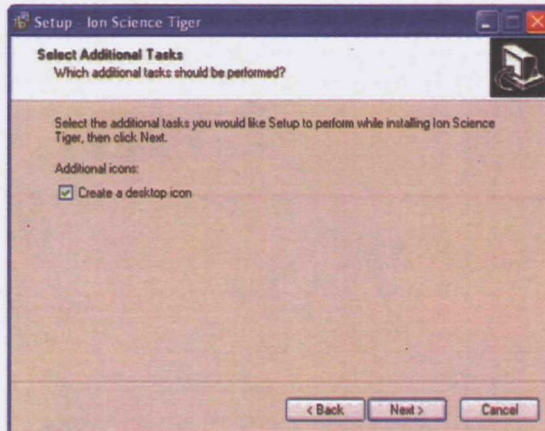 Setup - Ion Science Tiger
Select Additional Tasks
Which additional tasks should be performed?
Select the additional tasks you would like Setup to perform while installing Ion Science
Tiger, then click Next.
Additional icons:
Create a desktop icon
< Back
Next >
Cancel